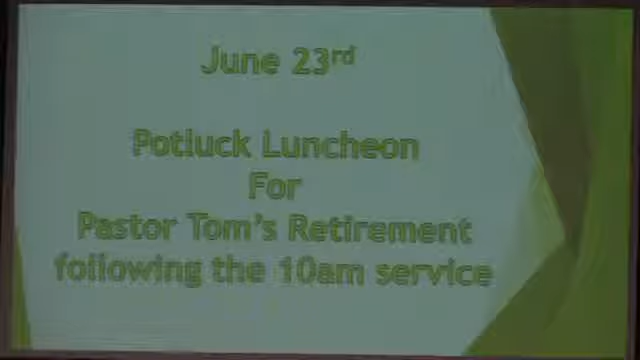 June 23rd
Potluck Luncheon
For
Pastor Tom's Retirement
following the 10am service